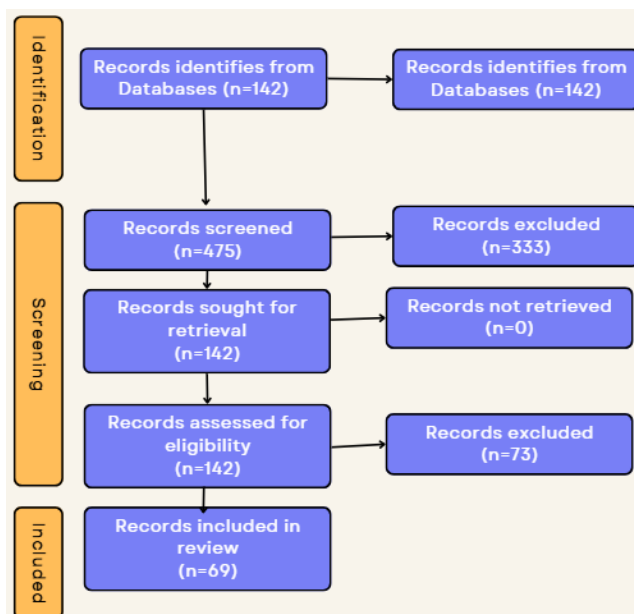 Identification
Records identifies from
Databases (n=142)
Records identifies from
Databases (n=142)
Screening
Records screened
(n=475)
Records excluded
(n=333)
Records sought for
retrieval
(n=142)
Records not retrieved
(n=0)
Records assessed for
eligibility
(n=142)
Records excluded
(n=73)
Included
Records included in
review
(n=69)